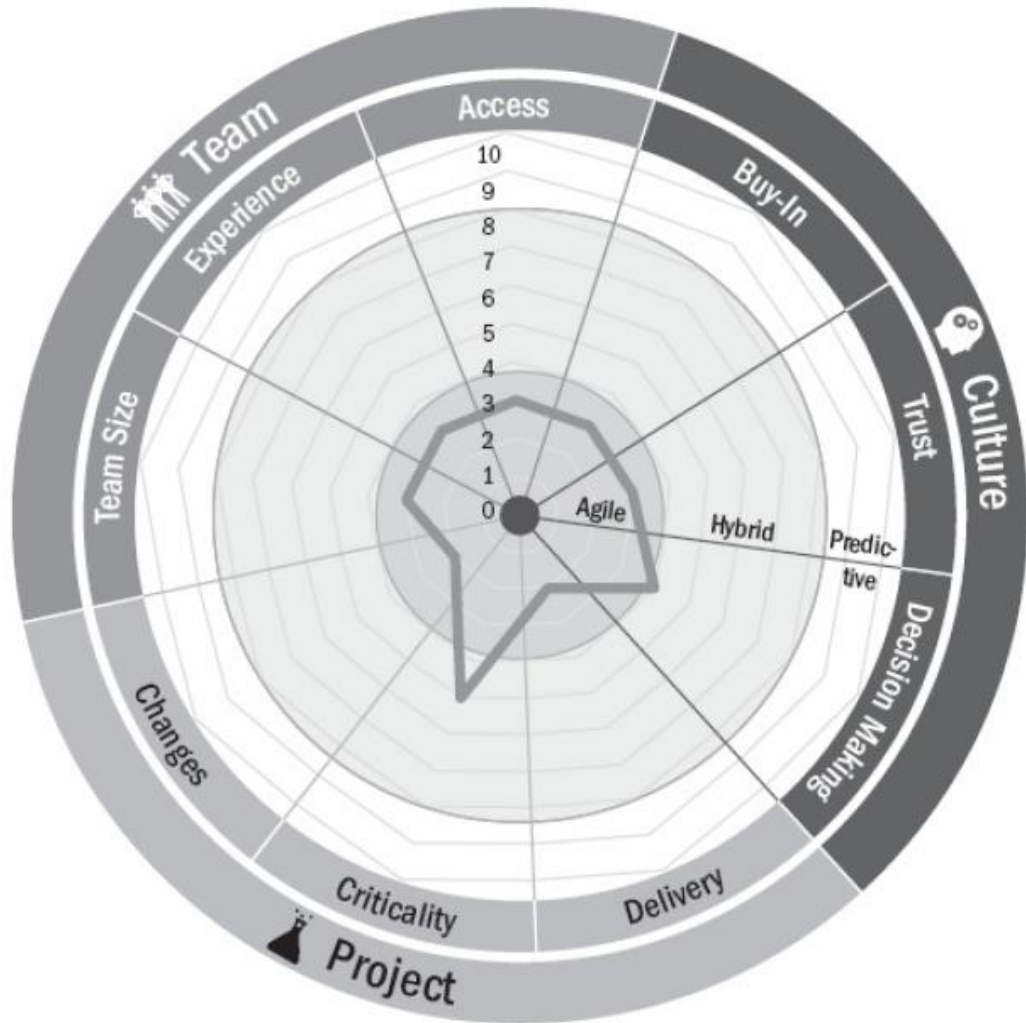 Team
Culture
Project
Access
Buy-In
Trust
Decision Making
Delivery
Criticality
Changes
Team Size
Experience
10
9
8
7
6
5
4
3
2
1
0
Agile
Hybrid
Predic-
tive